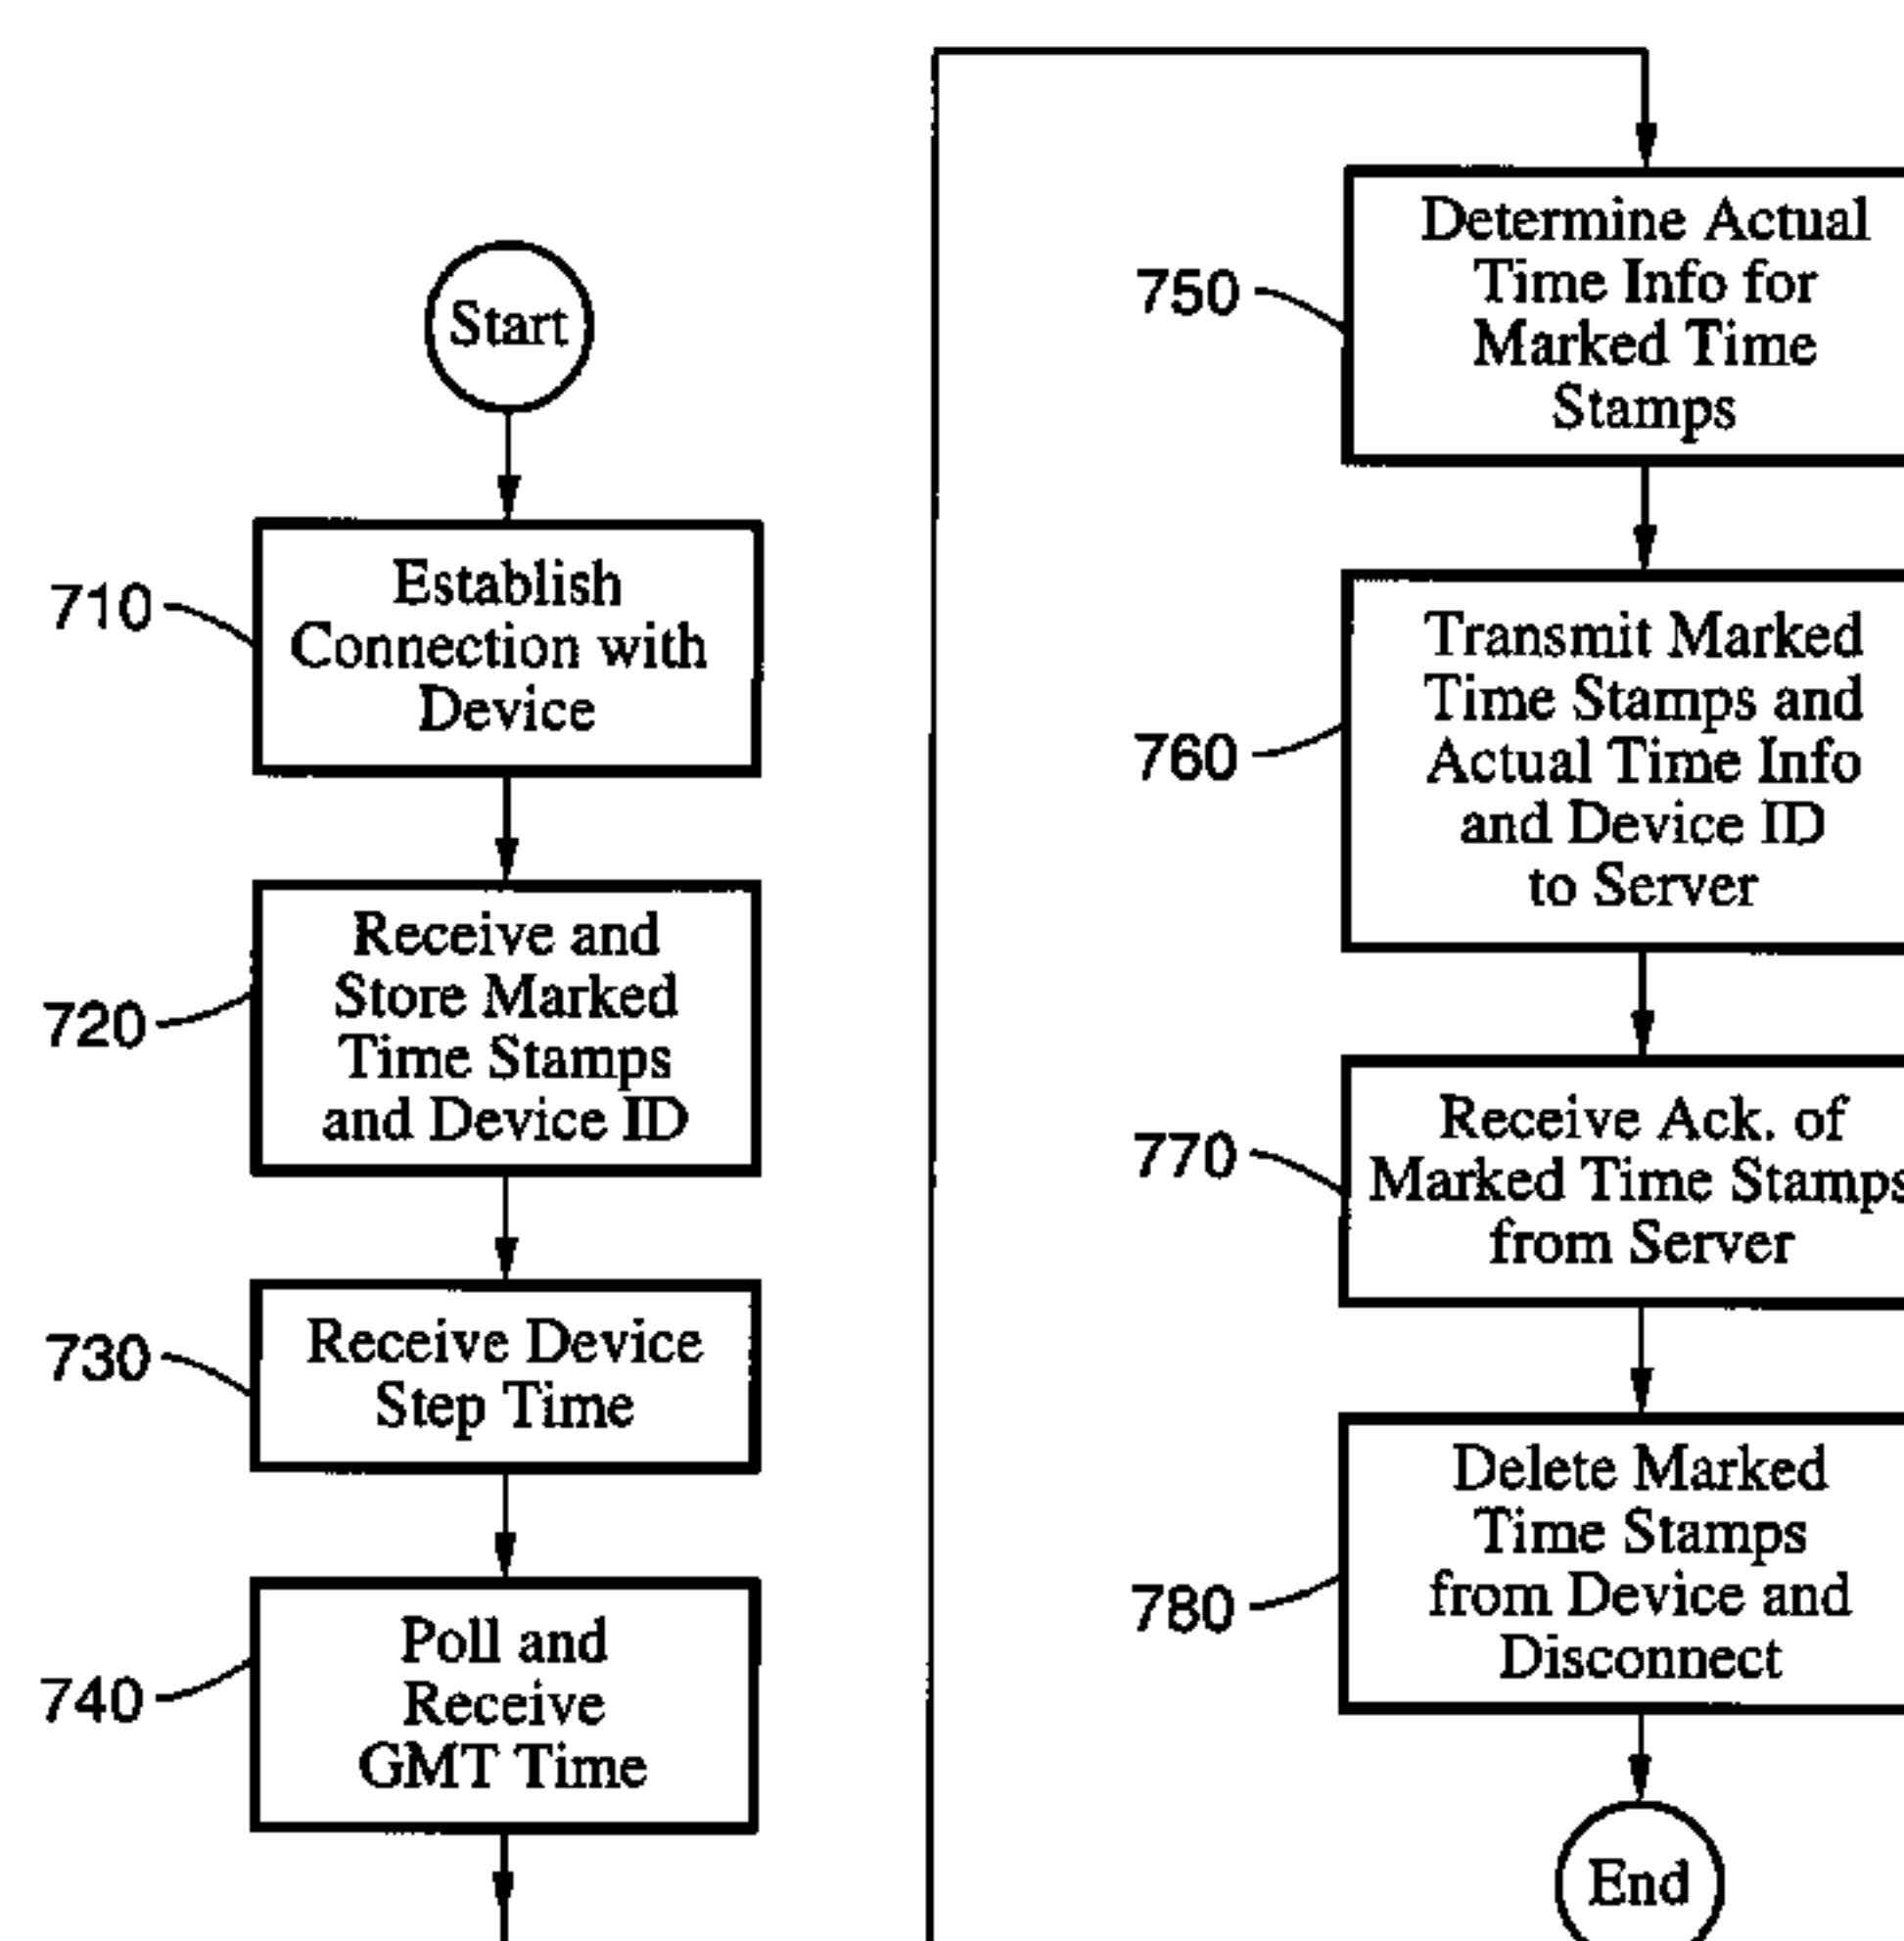 Start
710
Establish
Connection with
Device
720
Receive and
Store Marked
Time Stamps
and Device ID
730
Receive Device
Step Time
740
Poll and
Receive
GMT Time
750
Determine Actual
Time Info for
Marked Time
Stamps
760
Transmit Marked
Time Stamps and
Actual Time Info
and Device ID
to Server
770
Receive Ack. of
Marked Time Stamps
from Server
780
Delete Marked
Time Stamps
from Device and
Disconnect
End